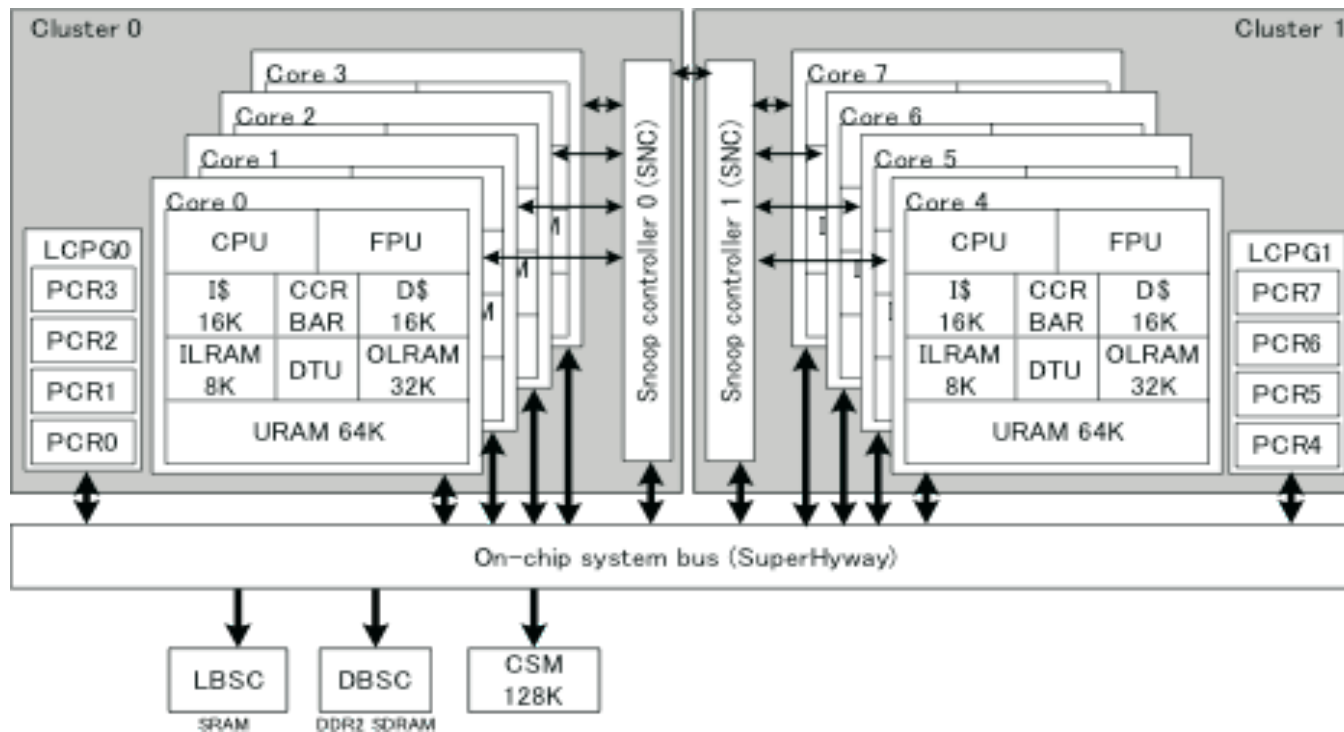 Cluster 0
Cluster 1
Core 3
Core 2
Core 1
Core 0
CPU
FPU
I$
16K
CCR
BAR
D$
16K
ILRAM
8K
DTU
OLRAM
32K
URAM 64K
LCPG0
PCR3
PCR2
PCR1
PCR0
Snoop controller 0 (SNC)
Snoop controller 1 (SNC)
Core 7
Core 6
Core 5
Core 4
CPU
FPU
I$
16K
CCR
BAR
D$
16K
ILRAM
8K
DTU
OLRAM
32K
URAM 64K
LCPG1
PCR7
PCR6
PCR5
PCR4
On-chip system bus (SuperHyway)
LBSC
SRAM
DBSC
DDR2 SDRAM
CSM
128K